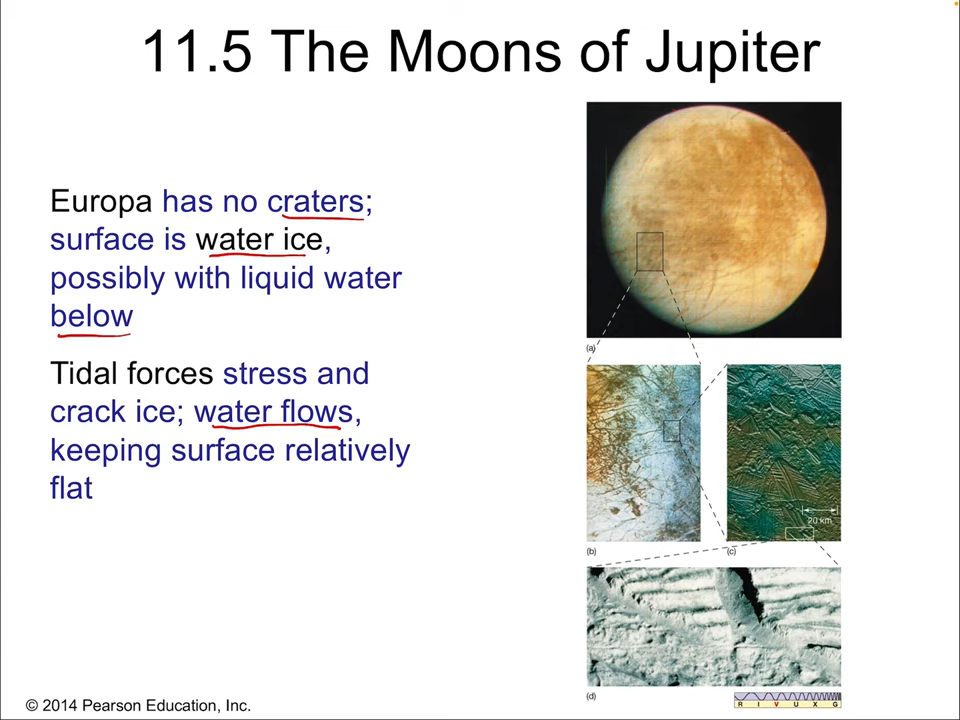 11.5 The Moons of Jupiter
Europa has no craters;
surface is water ice,
possibly with liquid water
below
Tidal forces stress and
crack ice; water flows,
keeping surface relatively
flat
(a)
(b)
(c)
20 km
(d)
R I V U X G
© 2014 Pearson Education, Inc.